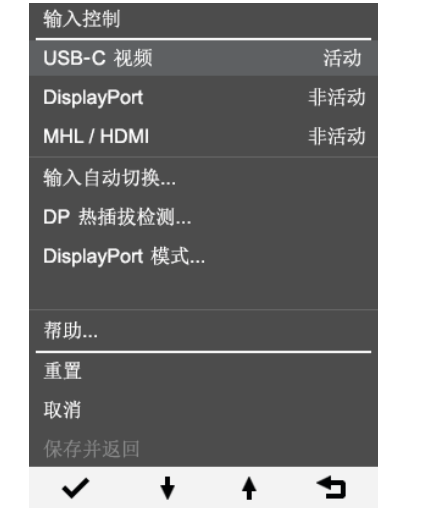 输入控制
USB-C 视频 活动
DisplayPort 非活动
MHL / HDMI 非活动
输入自动切换...
DP 热插拔检测...
DisplayPort 模式...
帮助...
重置
取消
保存并返回